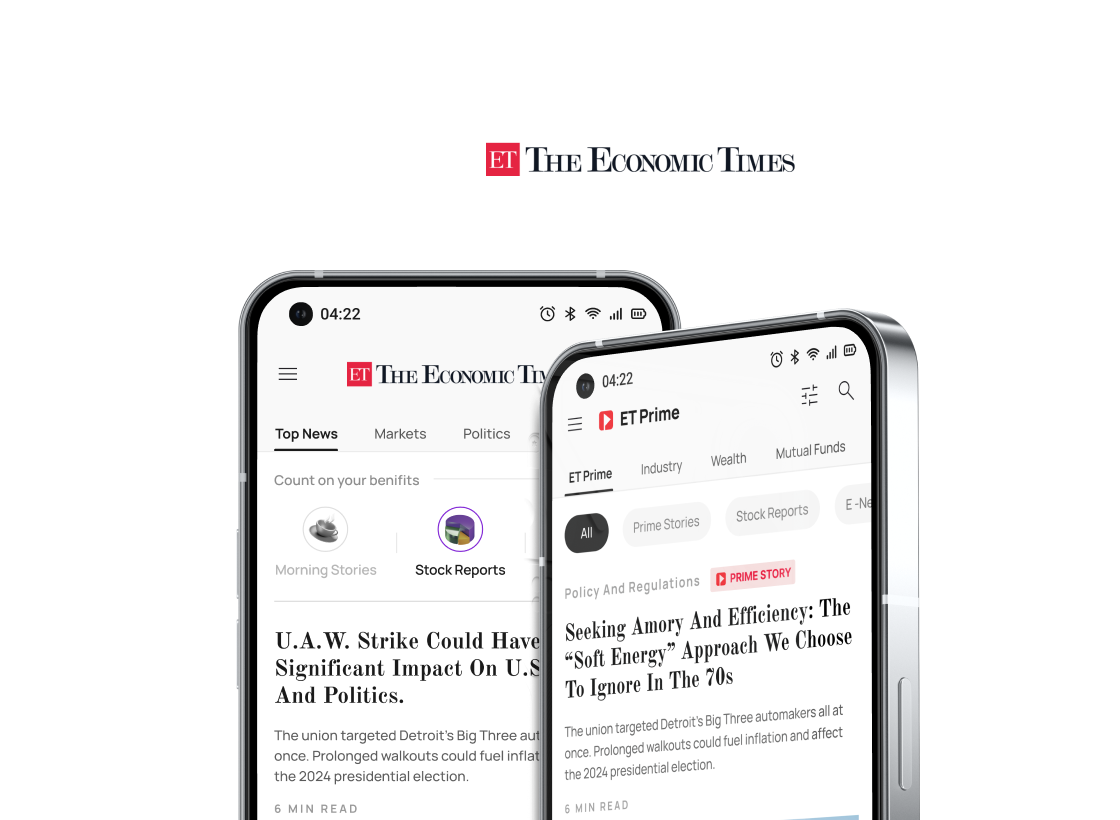 ET THE ECONOMIC TIMES
04:22
ET THE ECONOMIC
Top News Markets Politics
Count on your benifits
Morning Stories Stock Reports
U.A.W. Strike Could Have
Significant Impact On
And Politics.
The union targeted Detroit's Big Three
once. Prolonged walkouts could fuel
the 2024 presidential election.
6 MIN READ
04:22
ET Prime
ET Prime Industry Wealth Mutual Funds
All Prime Stories Stock Reports
Policy And Regulations PRIME STORY
Seeking Amory And Efficiency: The
“Soft Energy” Approach We Choose
To Ignore In The 70s
The union targeted Detroit's Big Three automakers all at
once. Prolonged walkouts could fuel inflation and affect
the 2024 presidential election.
6 MIN READ